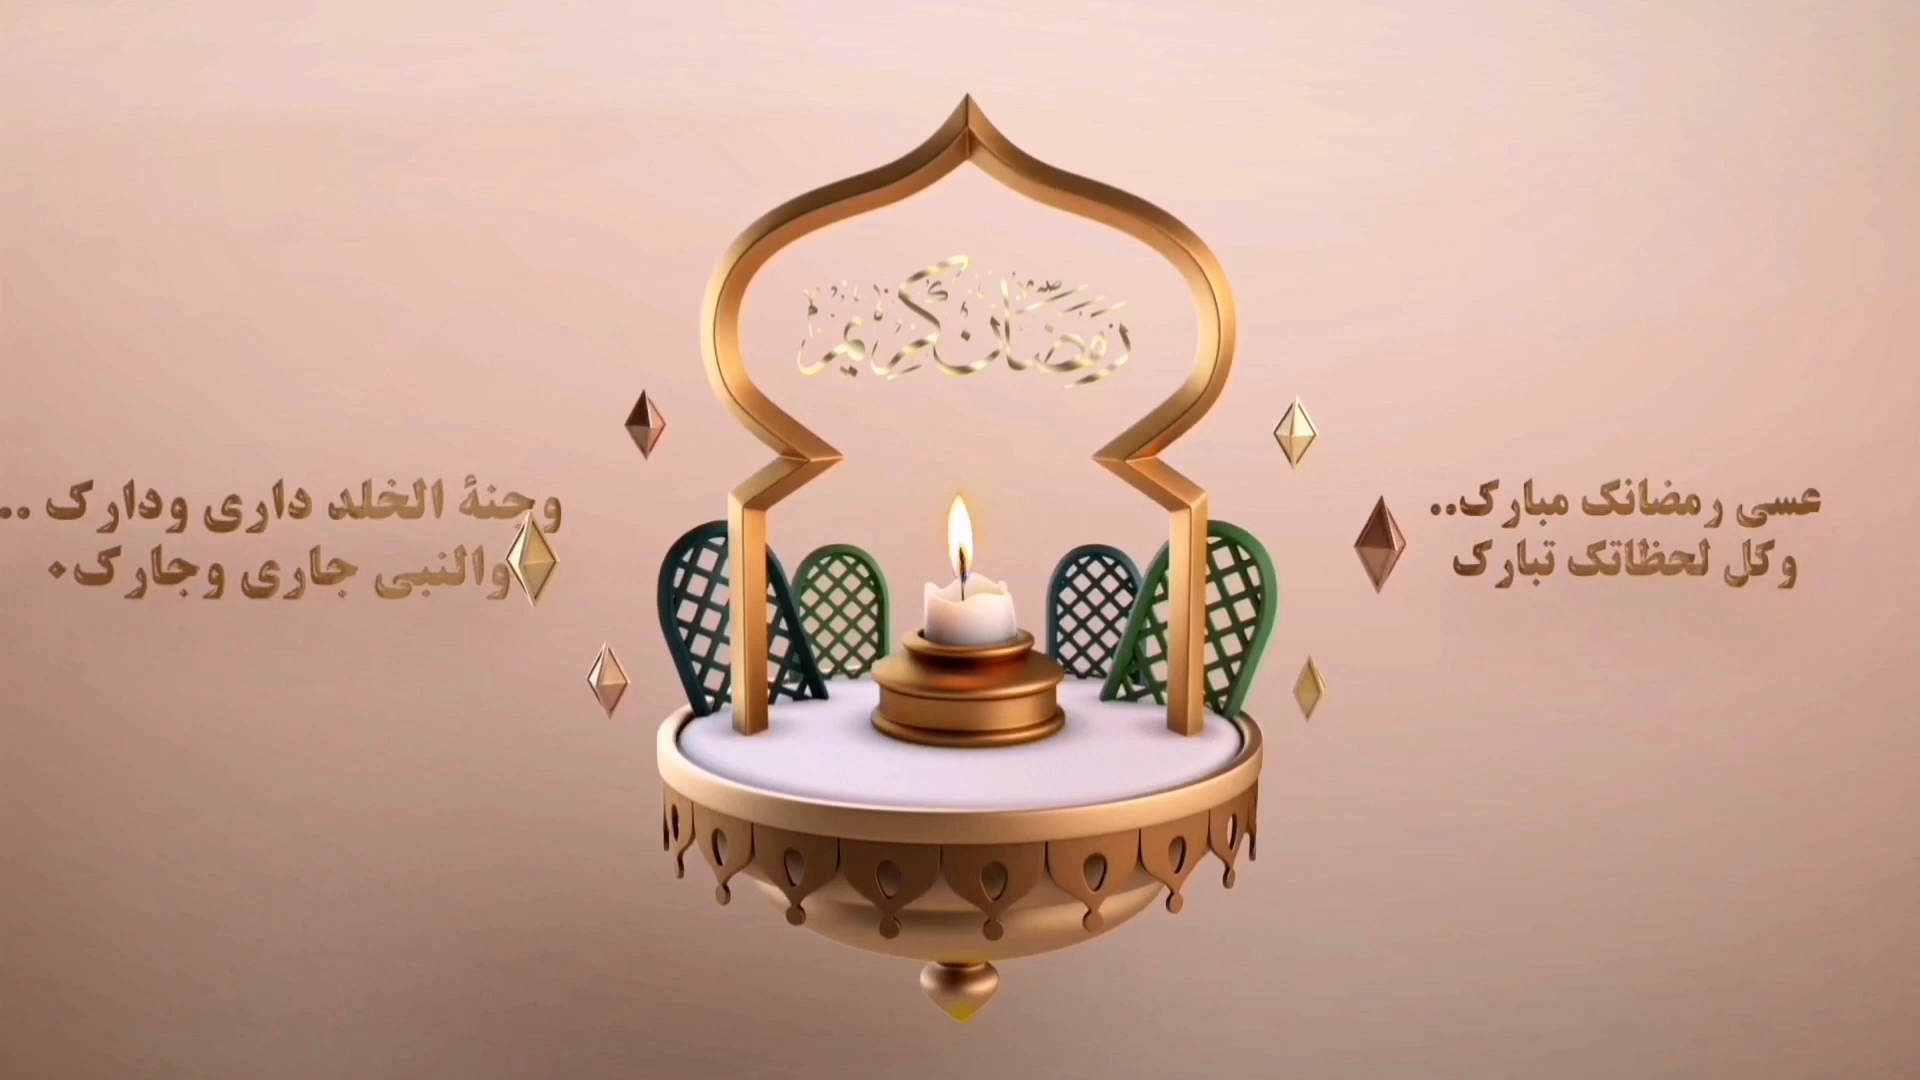 رمضان كريم
عسى رمضانك مبارك..
وكل لحظاتك تبارك
وجنة الخلد داري ودارك ..
والنبي جاري وجارك.